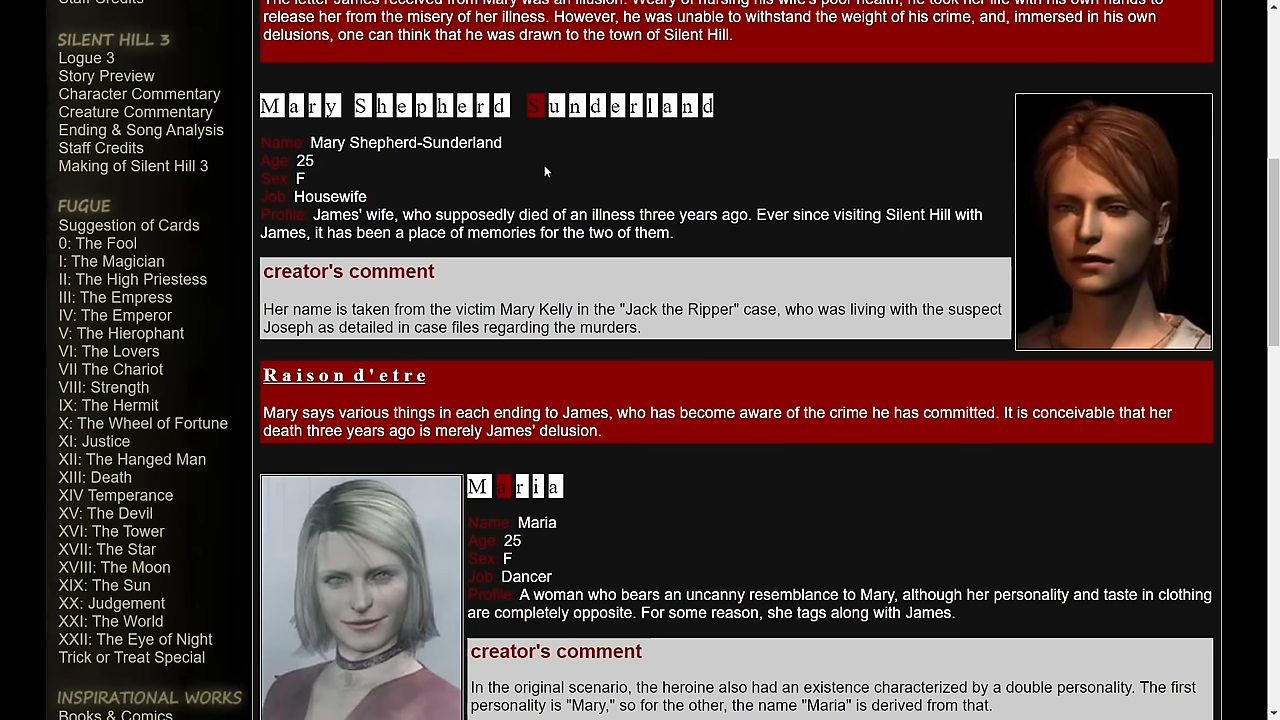 Staff Credits
SILENT HILL 3
Logue 3
Story Preview
Character Commentary
Creature Commentary
Ending & Song Analysis
Staff Credits
Making of Silent Hill 3
FUGUE
Suggestion of Cards
0: The Fool
I: The Magician
II: The High Priestess
III: The Empress
IV: The Emperor
V: The Hierophant
VI: The Lovers
VII The Chariot
VIII: Strength
IX: The Hermit
X: The Wheel of Fortune
XI: Justice
XII: The Hanged Man
XIII: Death
XIV Temperance
XV: The Devil
XVI: The Tower
XVII: The Star
XVIII: The Moon
XIX: The Sun
XX: Judgement
XXI: The World
XXII: The Eye of Night
Trick or Treat Special
INSPIRATIONAL WORKS
Books & Comics
The letter James received from Mary was an illusion. Weary of nursing his wife's poor health, he took her life with his own hands to
release her from the misery of her illness. However, he was unable to withstand the weight of his crime, and, immersed in his own
delusions, one can think that he was drawn to the town of Silent Hill.
Mary Shepherd Sunderland
Name: Mary Shepherd-Sunderland
Age: 25
Sex: F
Job: Housewife
Profile: James' wife, who supposedly died of an illness three years ago. Ever since visiting Silent Hill with
James, it has been a place of memories for the two of them.
creator's comment
Her name is taken from the victim Mary Kelly in the "Jack the Ripper" case, who was living with the suspect
Joseph as detailed in case files regarding the murders.
Raison d'etre
Mary says various things in each ending to James, who has become aware of the crime he has committed. It is conceivable that her
death three years ago is merely James' delusion.
Maria
Name: Maria
Age: 25
Sex: F
Job: Dancer
Profile: A woman who bears an uncanny resemblance to Mary, although her personality and taste in clothing
are completely opposite. For some reason, she tags along with James.
creator's comment
In the original scenario, the heroine also had an existence characterized by a double personality. The first
personality is "Mary," so for the other, the name "Maria" is derived from that.